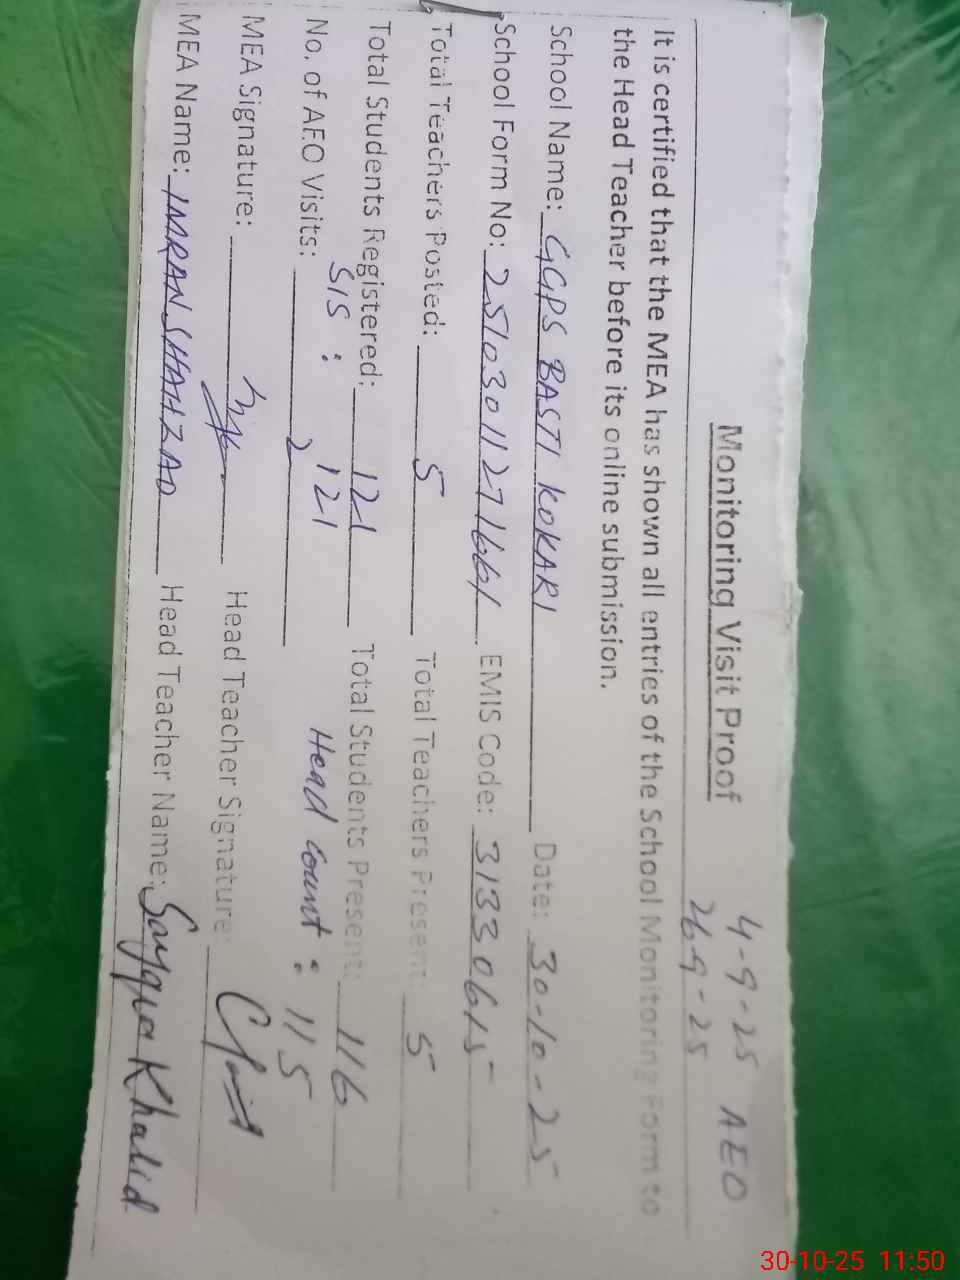 4-9-25 AEO
Monitoring Visit Proof 26-9-25
It is certified that the MEA has shown all entries of the School Monitoring Form to
the Head Teacher before its online submission.
School Name: GGPS BASTI KOKARI Date: 30-10-25
School Form No: 25103011271661 EMIS Code: 31330615
Total Teachers Posted: 5 Total Teachers Present: 5
Total Students Registered: 121 Total Students Present: 116
SIS : 121 Head Count : 115
No. of AEO Visits: 2
MEA Signature: Head Teacher Signature:
MEA Name: IMRAN SHAHZAD Head Teacher Name: Sayqua Khalid
30-10-25 11:50